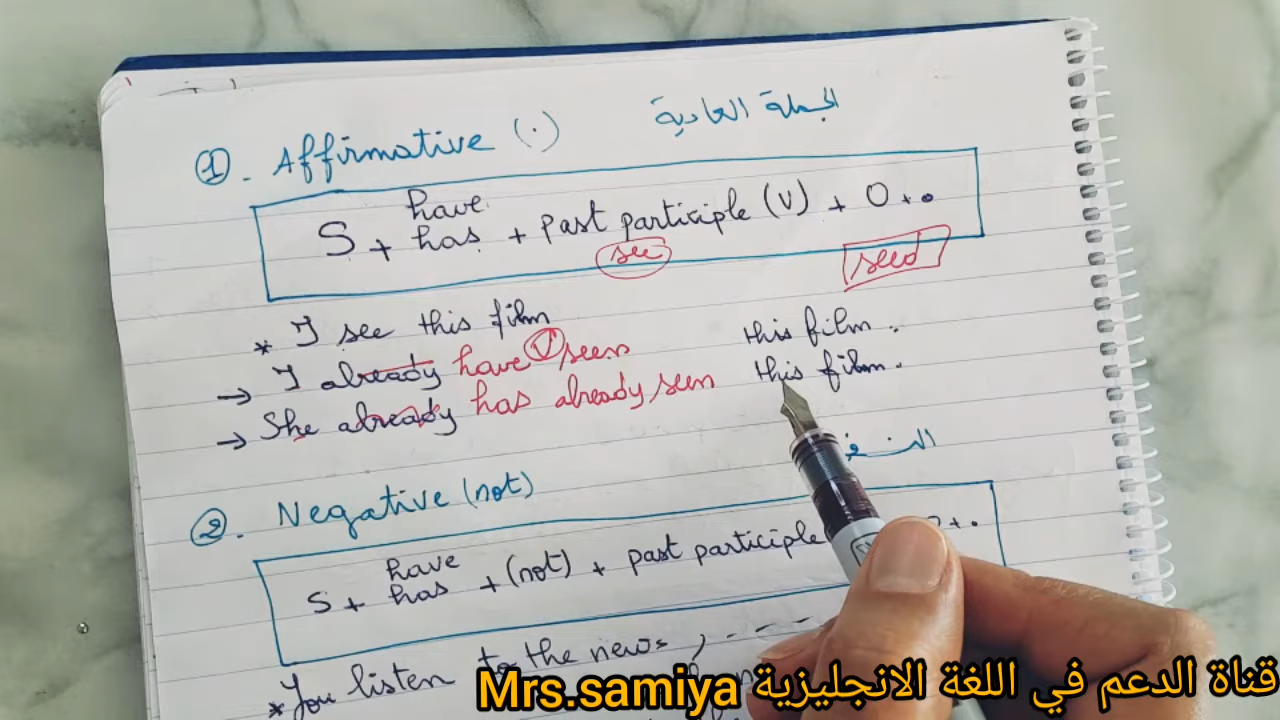 ①. Affirmative (.) الجملة العادية
S + have has + past participle (V) + O + .
see seed
* I see this film
→ I already have seen this film.
→ She already has already seen this film.
②. Negative (not)
S + have has + (not) + past participle + .
* You listen to the news,
Mrs.samiya قناة الدعم في اللغة الانجليزية